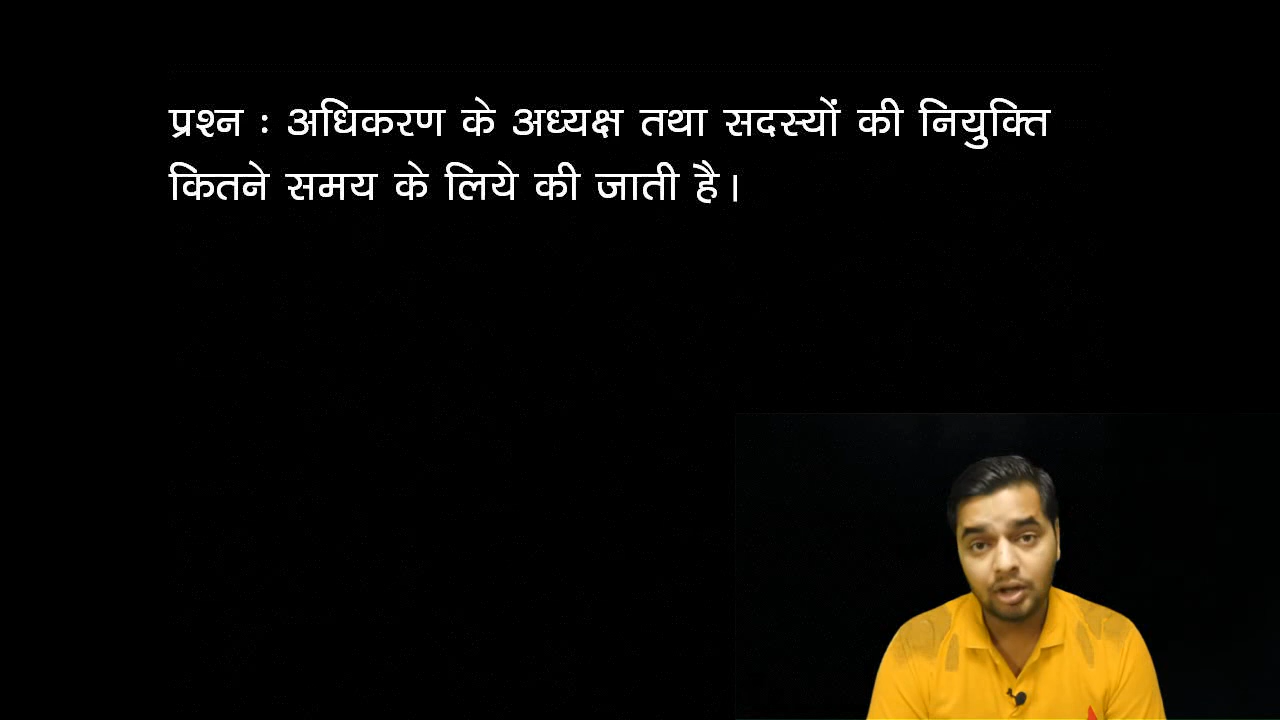 प्रश्न : अधिकरण के अध्यक्ष तथा सदस्यों की नियुक्ति
कितने समय के लिये की जाती है।